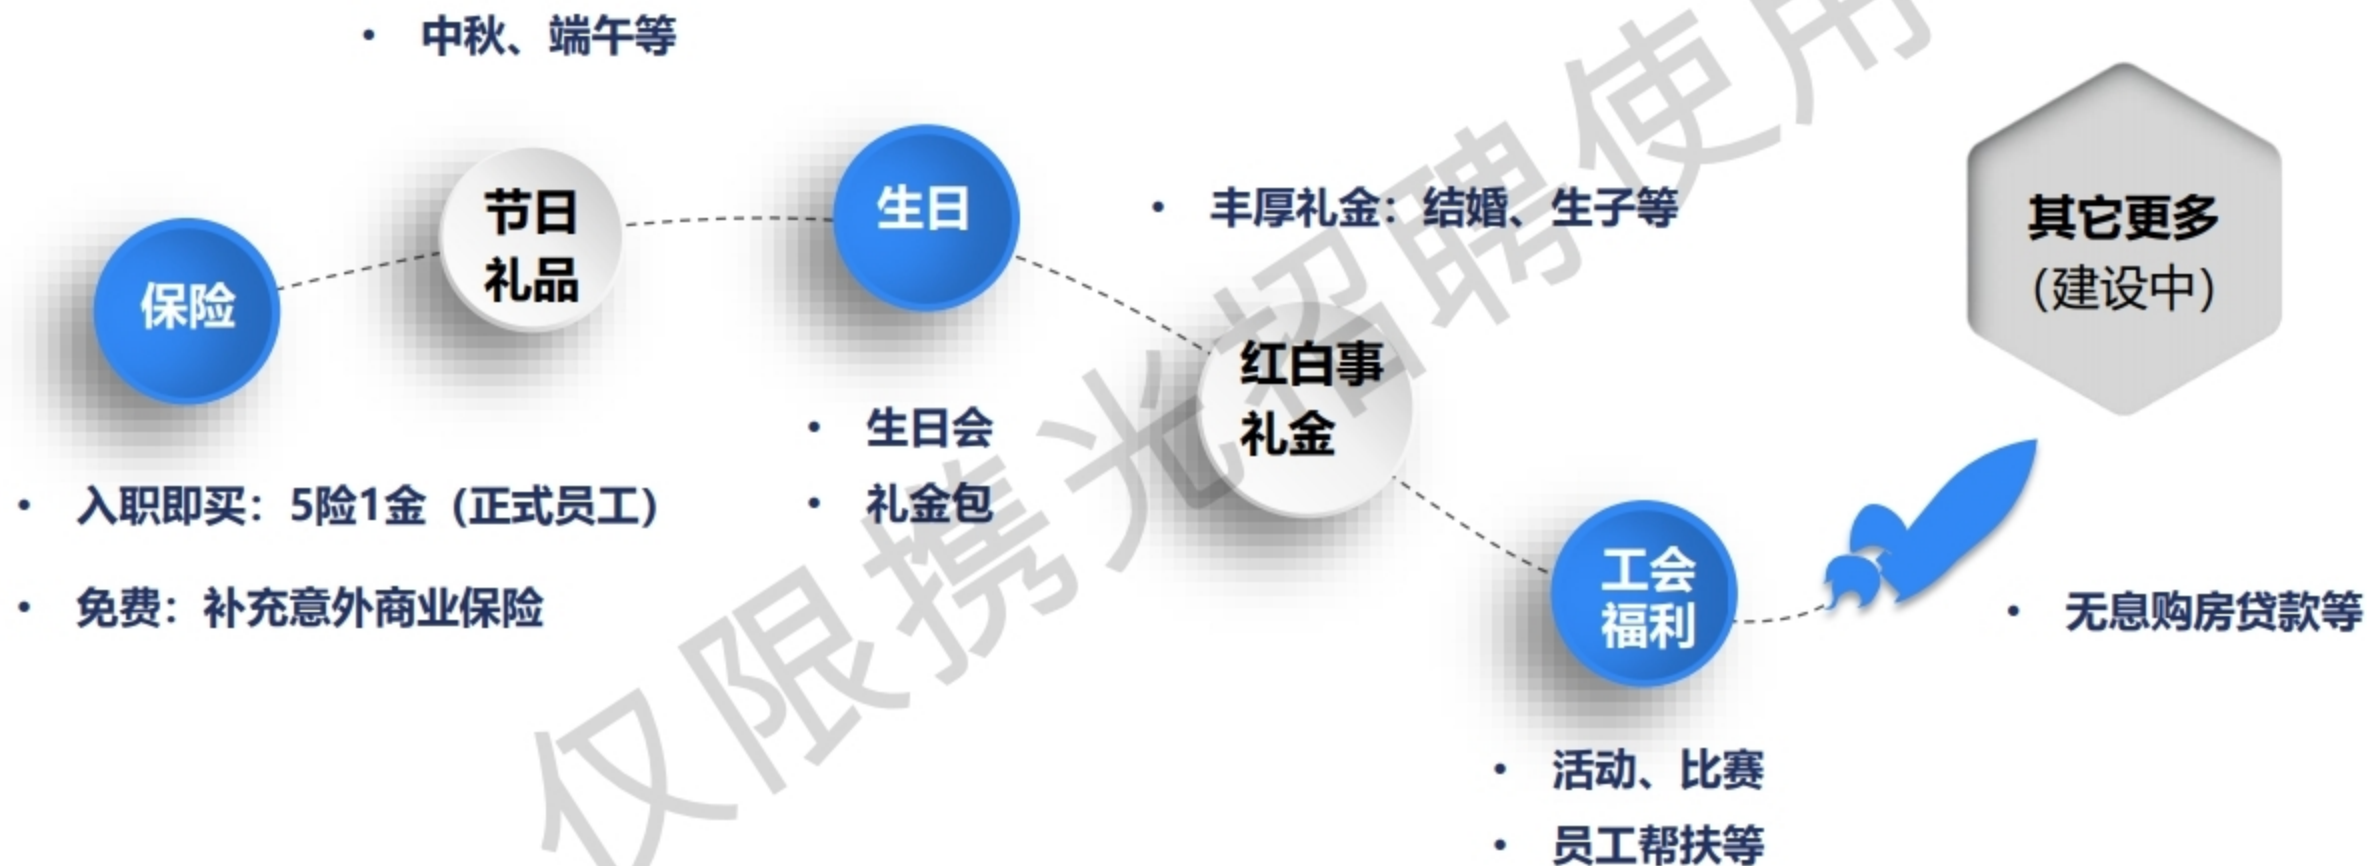 中秋、端午等
保险
节日
礼品
生日
丰厚礼金：结婚、生子等
红白事
礼金
其它更多
（建设中）
入职即买：5险1金（正式员工）
免费：补充意外商业保险
生日会
礼金包
工会
福利
无息购房贷款等
活动、比赛
员工帮扶等
仅限携光招聘使用